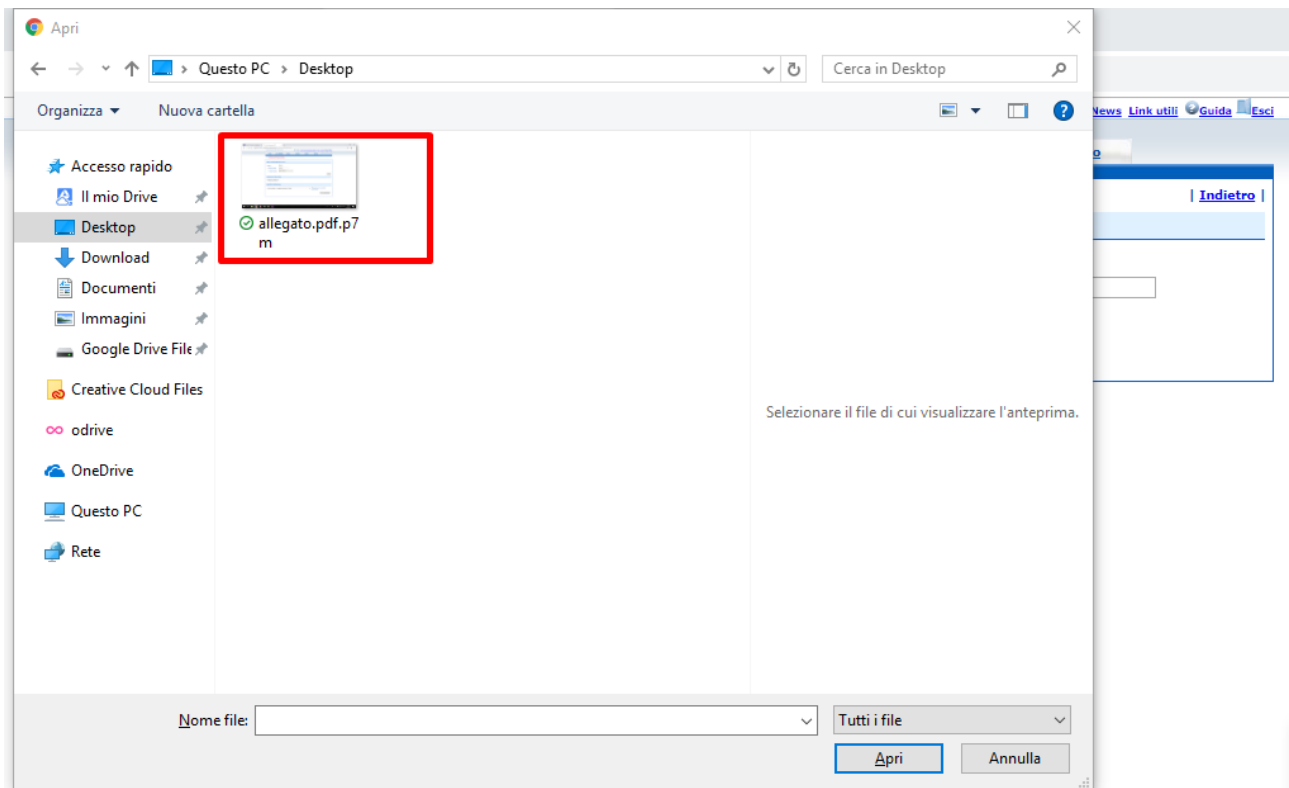 Apri
Questo PC > Desktop
Cerca in Desktop
Organizza
Nuova cartella
News Link utili Guida Esci
o
| Indietro |
Accesso rapido
Il mio Drive
Desktop
Download
Documenti
Immagini
Google Drive File
Creative Cloud Files
odrive
OneDrive
Questo PC
Rete
allegato.pdf.p7
m
Selezionare il file di cui visualizzare l'anteprima.
Nome file:
Tutti i file
Apri
Annulla